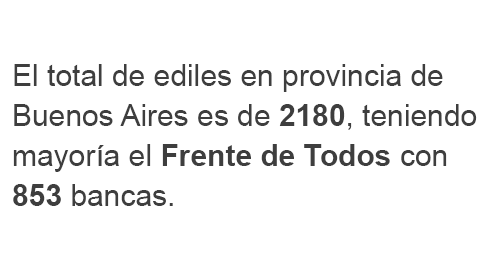 El total de ediles en provincia de
Buenos Aires es de 2180, teniendo
mayoría el Frente de Todos con
853 bancas.